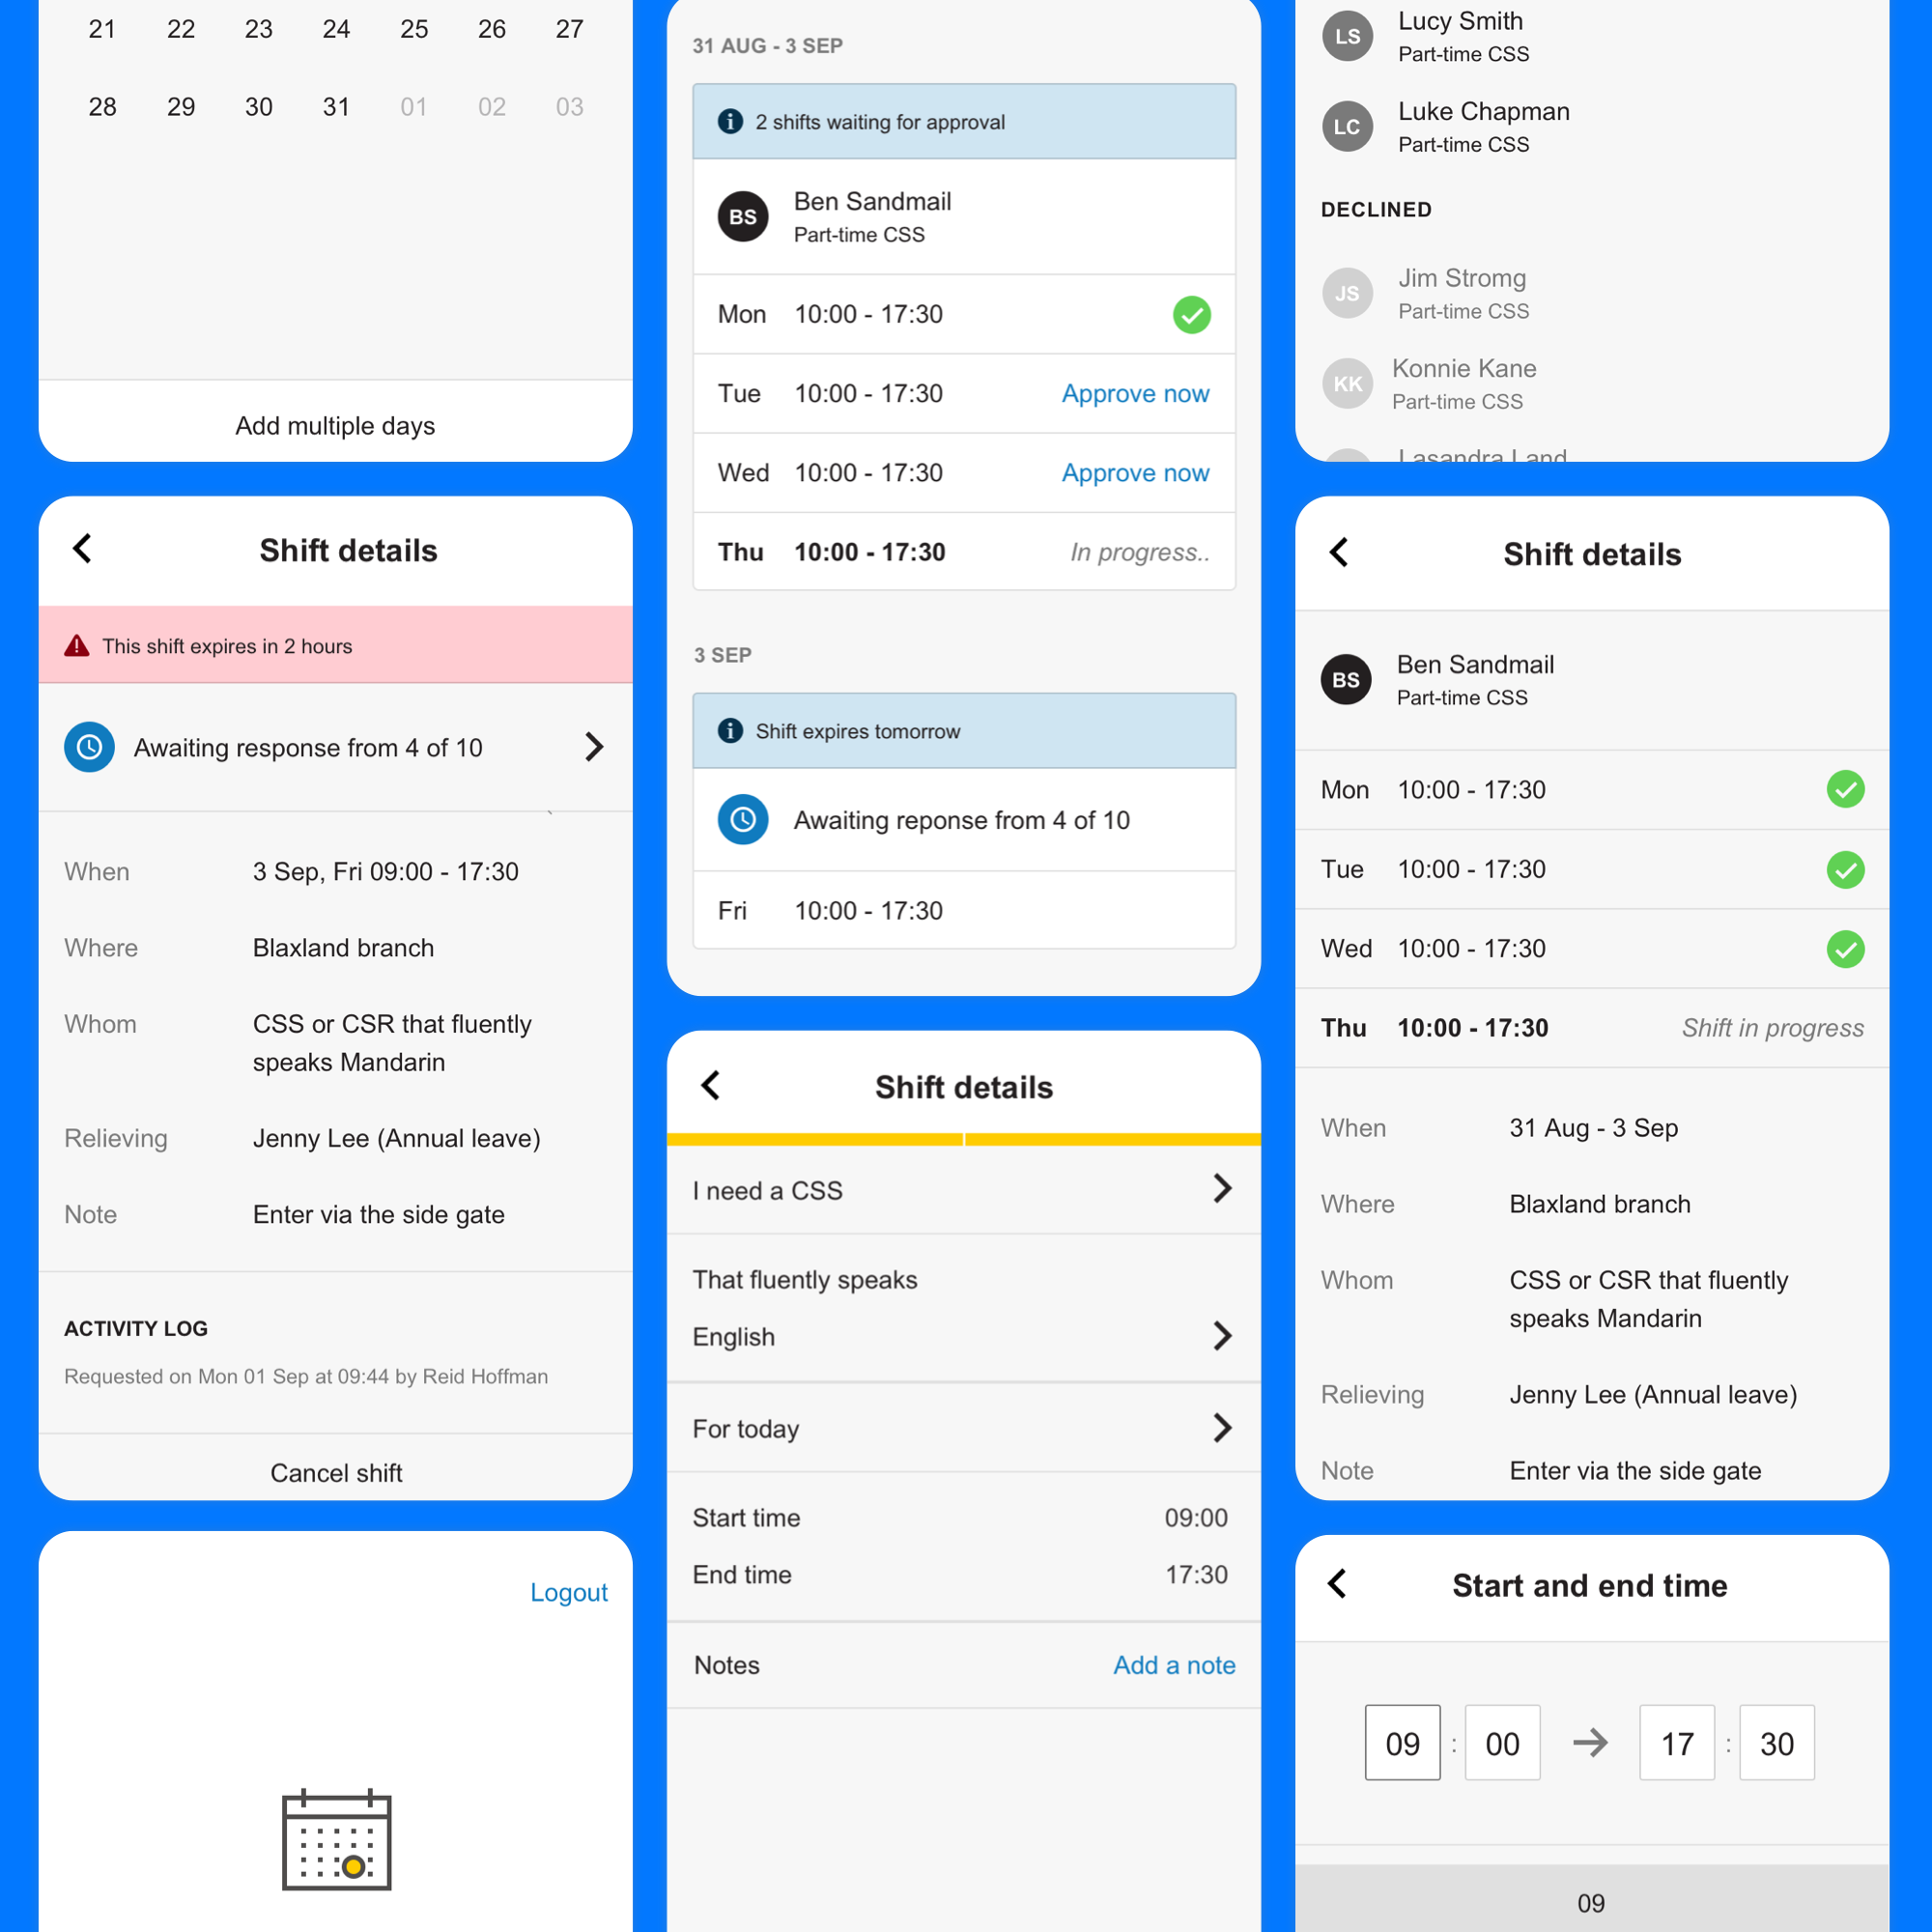 21 22 23 24 25 26 27
28 29 30 31 01 02 03
Add multiple days
Shift details
This shift expires in 2 hours
Awaiting response from 4 of 10
When 3 Sep, Fri 09:00 - 17:30
Where Blaxland branch
Whom CSS or CSR that fluently
speaks Mandarin
Relieving Jenny Lee (Annual leave)
Note Enter via the side gate
ACTIVITY LOG
Requested on Mon 01 Sep at 09:44 by Reid Hoffman
Cancel shift
Logout
31 AUG - 3 SEP
2 shifts waiting for approval
BS Ben Sandmail
Part-time CSS
Mon 10:00 - 17:30
Tue 10:00 - 17:30 Approve now
Wed 10:00 - 17:30 Approve now
Thu 10:00 - 17:30 In progress..
3 SEP
Shift expires tomorrow
Awaiting reponse from 4 of 10
Fri 10:00 - 17:30
Shift details
I need a CSS
That fluently speaks
English
For today
Start time 09:00
End time 17:30
Notes Add a note
LS Lucy Smith
Part-time CSS
LC Luke Chapman
Part-time CSS
DECLINED
JS Jim Stromg
Part-time CSS
KK Konnie Kane
Part-time CSS
Lasandra Land
Shift details
BS Ben Sandmail
Part-time CSS
Mon 10:00 - 17:30
Tue 10:00 - 17:30
Wed 10:00 - 17:30
Thu 10:00 - 17:30 Shift in progress
When 31 Aug - 3 Sep
Where Blaxland branch
Whom CSS or CSR that fluently
speaks Mandarin
Relieving Jenny Lee (Annual leave)
Note Enter via the side gate
Start and end time
09 : 00 → 17 : 30
09